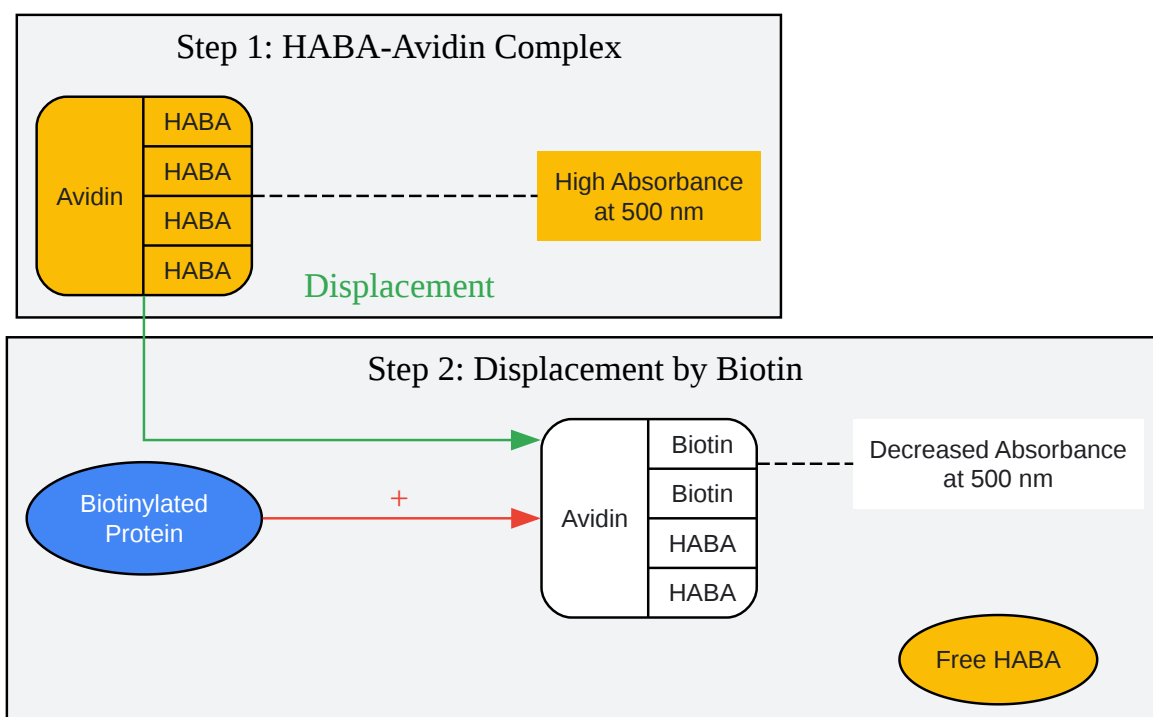 Step 1: HABA-Avidin Complex
Avidin
HABA
HABA
HABA
HABA
High Absorbance
at 500 nm
Displacement
Step 2: Displacement by Biotin
Biotinylated
Protein
+
Avidin
Biotin
Biotin
HABA
HABA
Decreased Absorbance
at 500 nm
Free HABA